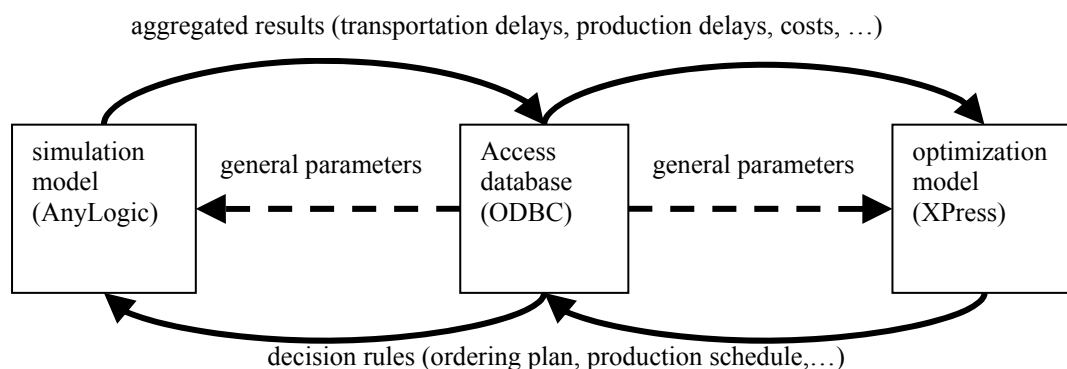 aggregated results (transportation delays, production delays, costs, …)
simulation
model
(AnyLogic)
general parameters
Access
database
(ODBC)
general parameters
optimization
model
(XPress)
decision rules (ordering plan, production schedule,…)